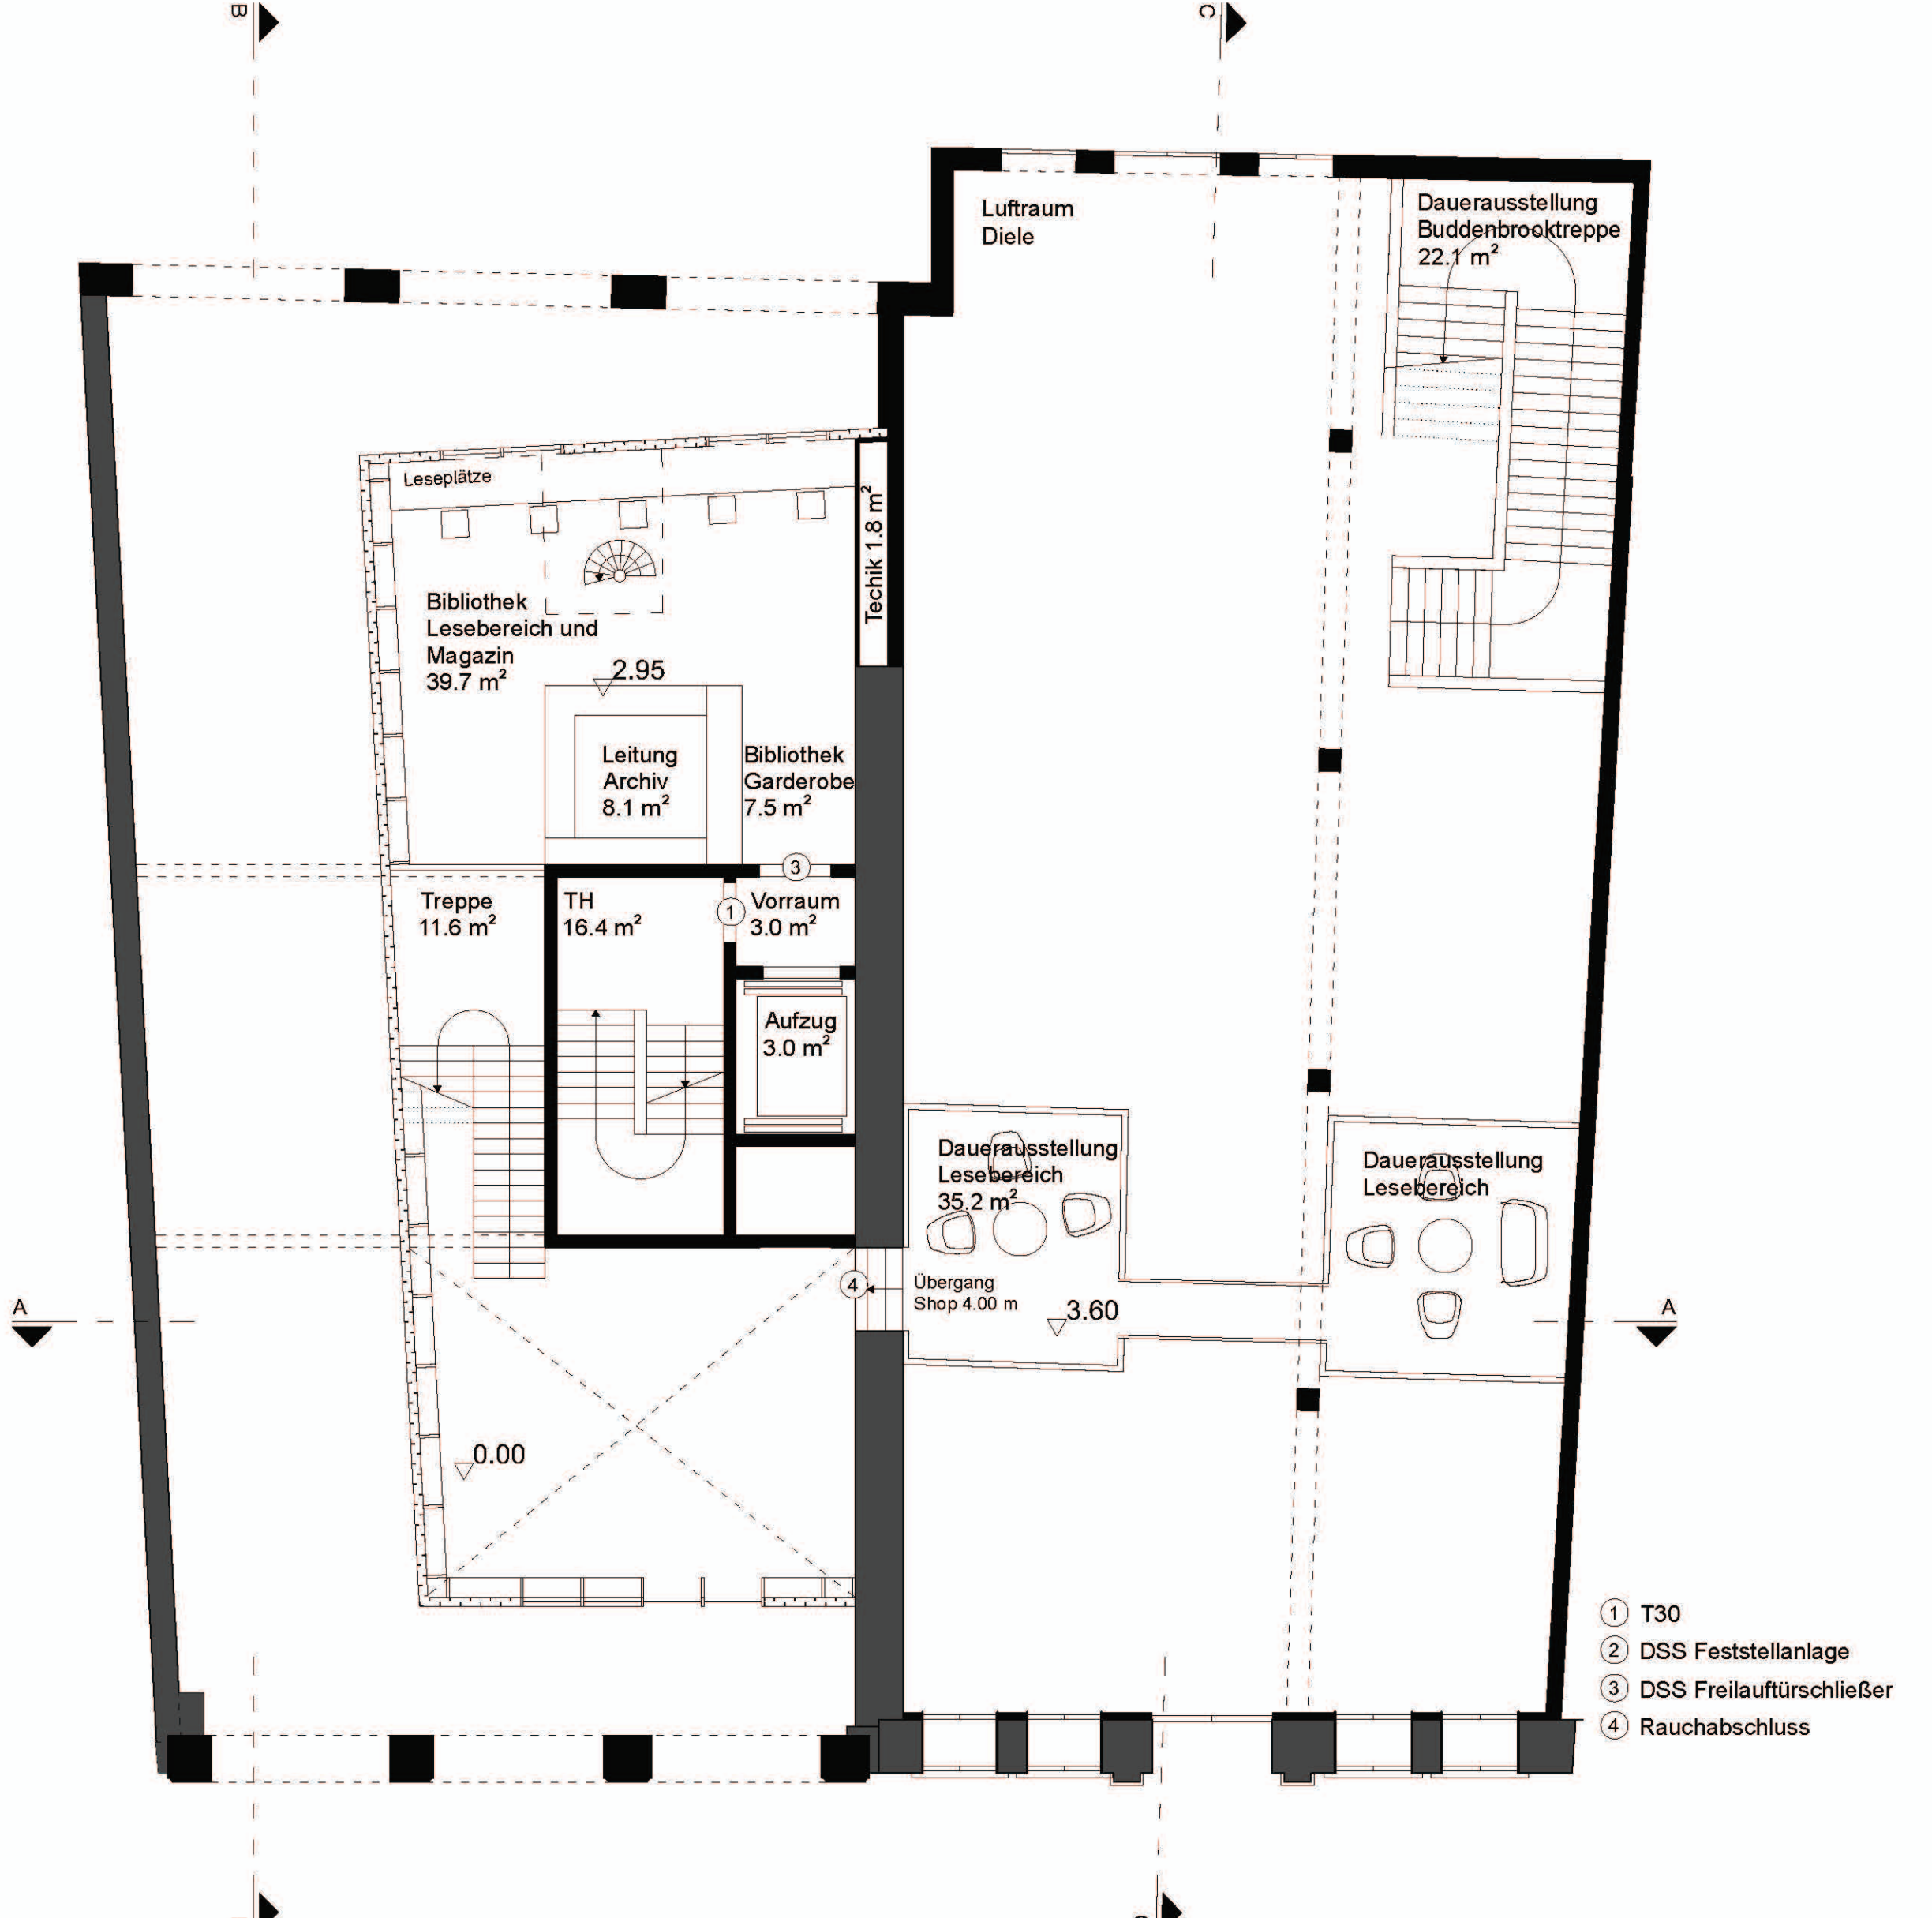 B
C
Luftraum
Diele
Dauerausstellung
Buddenbrooktreppe
22.1 m²
Leseplätze
Techik 1.8 m²
Bibliothek
Lesebereich und
Magazin
39.7 m²
2.95
Leitung
Archiv
8.1 m²
Bibliothek
Garderobe
7.5 m²
3
Treppe
11.6 m²
TH
16.4 m²
1
Vorraum
3.0 m²
Aufzug
3.0 m²
Dauerausstellung
Lesebereich
35.2 m²
Dauerausstellung
Lesebereich
4
Übergang
Shop 4.00 m
3.60
A
A
0.00
1 T30
2 DSS Feststellanlage
3 DSS Freilauftürschließer
4 Rauchabschluss